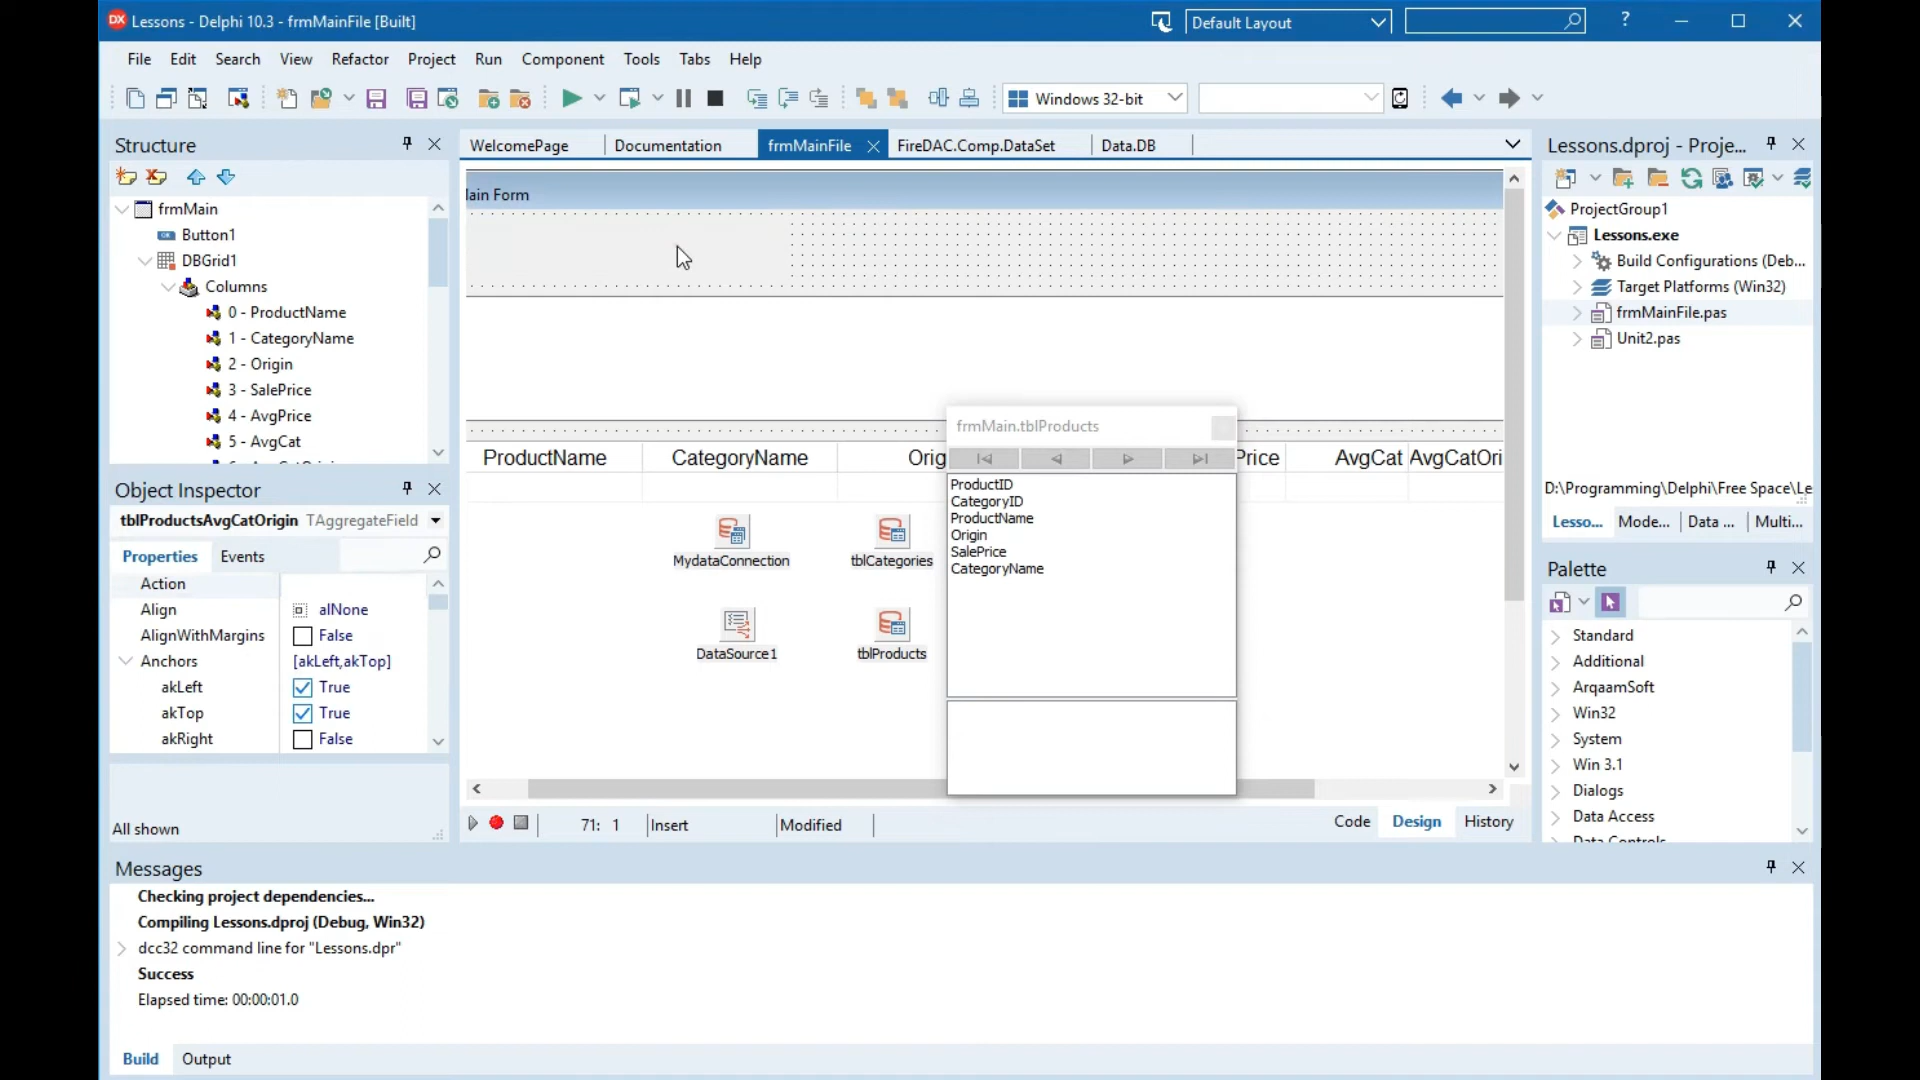 Lessons - Delphi 10.3 - frmMainFile [Built]
Default Layout
?
File Edit Search View Refactor Project Run Component Tools Tabs Help
Windows 32-bit
Structure
frmMain
Button1
DBGrid1
Columns
0 - ProductName
1 - CategoryName
2 - Origin
3 - SalePrice
4 - AvgPrice
5 - AvgCat
Object Inspector
tblProductsAvgCatOrigin TAggregateField
Properties Events
Action
Align alNone
AlignWithMargins False
Anchors [akLeft,akTop]
akLeft True
akTop True
akRight False
All shown
WelcomePage Documentation frmMainFile FireDAC.Comp.DataSet Data.DB
ain Form
ProductName CategoryName Orig Price AvgCat AvgCatOri
MydataConnection tblCategories
DataSource1 tblProducts
frmMain.tblProducts
ProductID
CategoryID
ProductName
Origin
SalePrice
CategoryName
71: 1 Insert Modified
Code Design History
Lessons.dproj - Proje...
ProjectGroup1
Lessons.exe
Build Configurations (Deb...
Target Platforms (Win32)
frmMainFile.pas
Unit2.pas
D:\Programming\Delphi\Free Space\Le
Lesso... Mode... Data ... Multi...
Palette
Standard
Additional
ArqaamSoft
Win32
System
Win 3.1
Dialogs
Data Access
Data Controls
Messages
Checking project dependencies...
Compiling Lessons.dproj (Debug, Win32)
dcc32 command line for "Lessons.dpr"
Success
Elapsed time: 00:00:01.0
Build Output